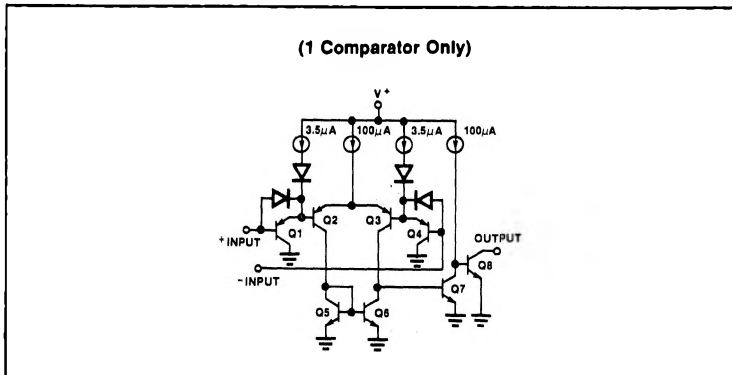 (1 Comparator Only)
V+
3.5μA 100μA 3.5μA 100μA
Q1 Q2 Q3 Q4 OUTPUT
+INPUT Q8
−INPUT Q7
Q5 Q6